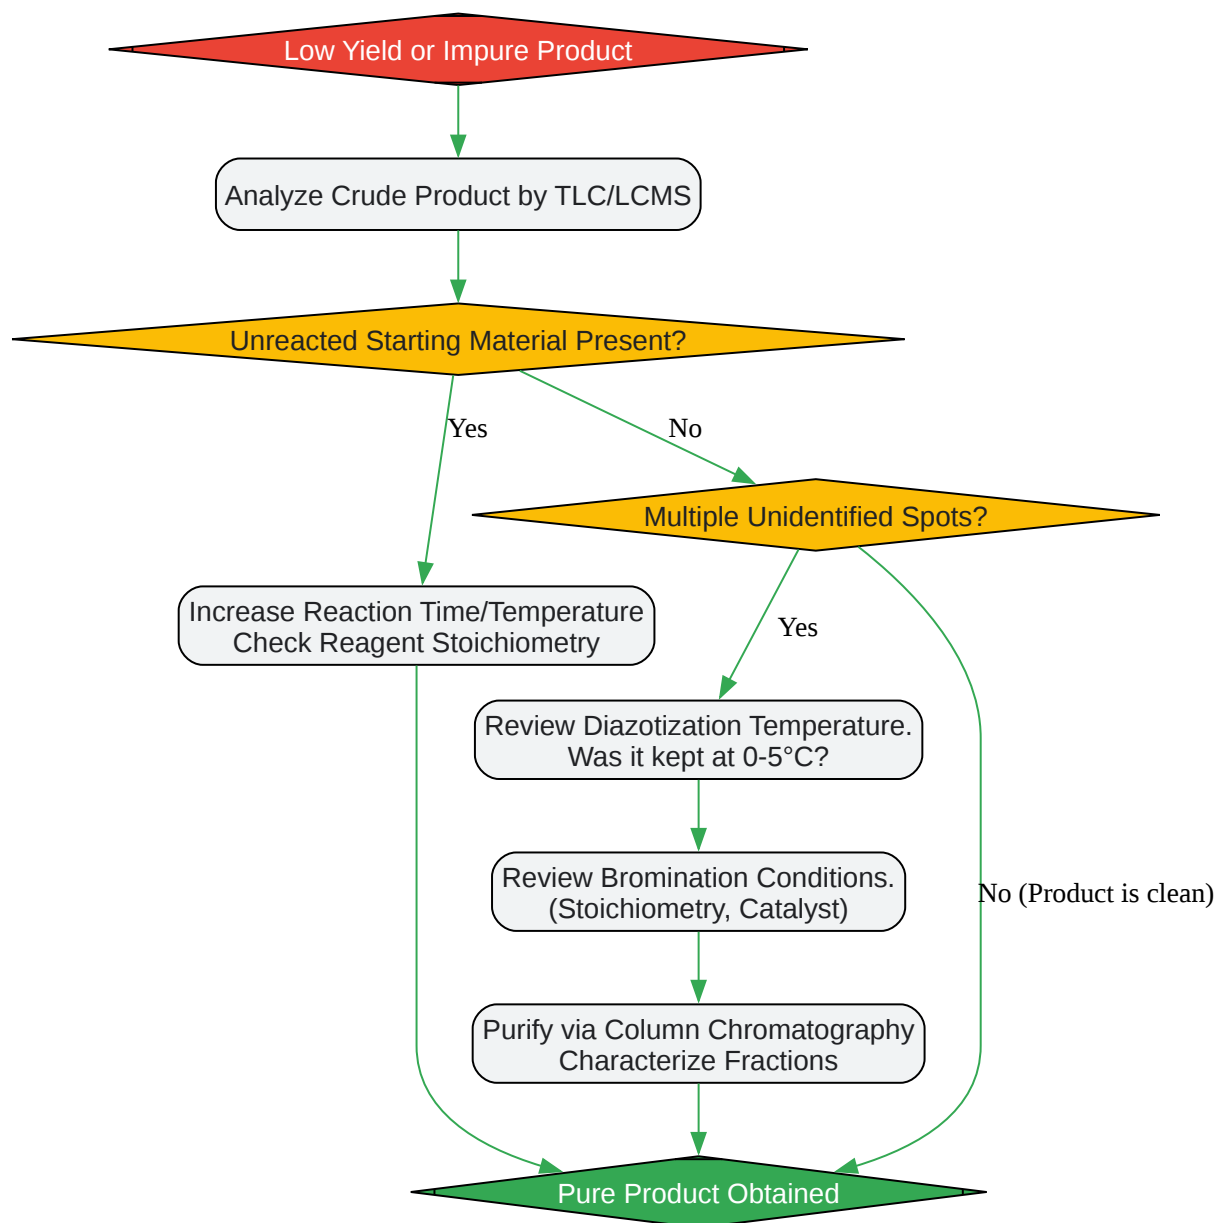 Low Yield or Impure Product
Analyze Crude Product by TLC/LCMS
Unreacted Starting Material Present?
Yes
No
Multiple Unidentified Spots?
Increase Reaction Time/Temperature
Check Reagent Stoichiometry
Yes
Review Diazotization Temperature.
Was it kept at 0-5°C?
Review Bromination Conditions.
(Stoichiometry, Catalyst)
No (Product is clean)
Purify via Column Chromatography
Characterize Fractions
Pure Product Obtained